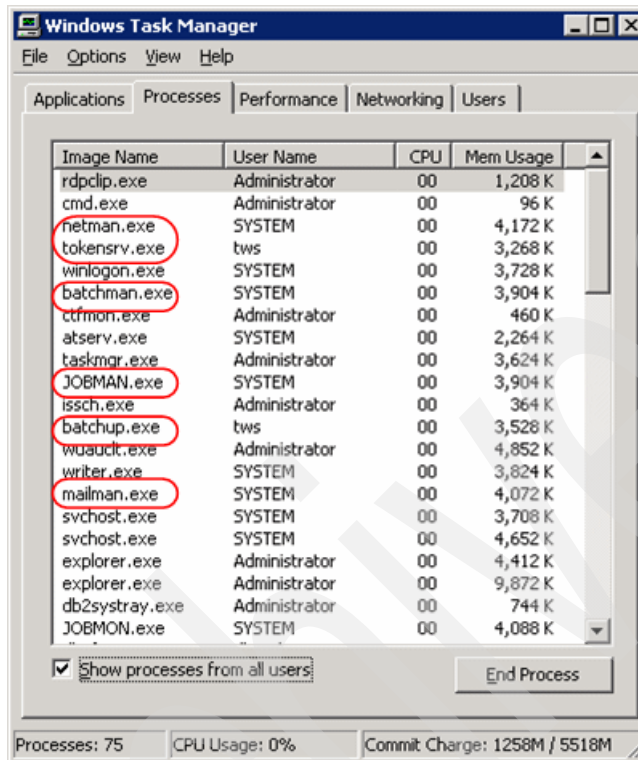 Windows Task Manager
File Options View Help
Applications Processes Performance Networking Users
Image Name User Name CPU Mem Usage
rdpclip.exe Administrator 00 1,208 K
cmd.exe Administrator 00 96 K
netman.exe SYSTEM 00 4,172 K
tokensrv.exe tws 00 3,268 K
winlogon.exe SYSTEM 00 3,728 K
batchman.exe SYSTEM 00 3,904 K
ctfmon.exe Administrator 00 460 K
atserv.exe SYSTEM 00 2,264 K
taskmgr.exe Administrator 00 3,624 K
JOBMAN.exe SYSTEM 00 3,904 K
issch.exe Administrator 00 364 K
batchup.exe tws 00 3,528 K
wuauclt.exe Administrator 00 4,852 K
writer.exe SYSTEM 00 3,824 K
mailman.exe SYSTEM 00 4,072 K
svchost.exe SYSTEM 00 3,708 K
svchost.exe SYSTEM 00 4,652 K
explorer.exe Administrator 00 4,412 K
explorer.exe Administrator 00 9,872 K
db2systray.exe Administrator 00 744 K
JOBMON.exe SYSTEM 00 4,088 K
Show processes from all users End Process
Processes: 75 CPU Usage: 0% Commit Charge: 1258M / 5518M